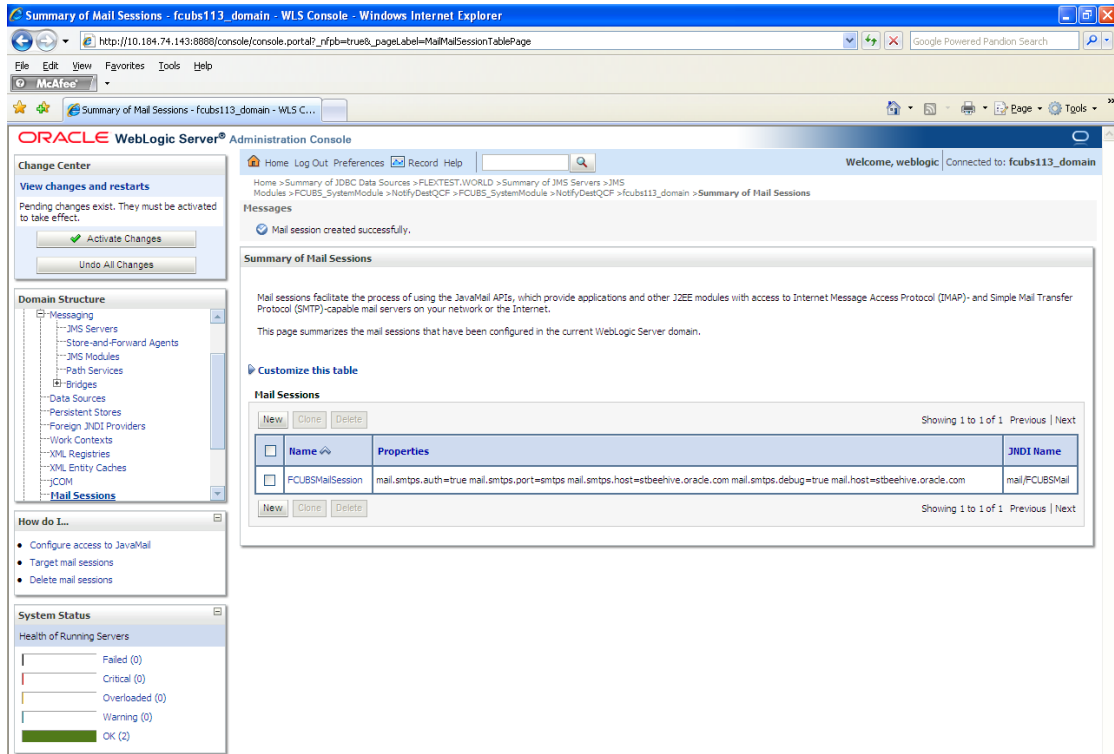 Summary of Mail Sessions - fcubs113_domain - WLS Console - Windows Internet Explorer
http://10.184.74.143:8888/console/console.portal?_nfpb=true&_pageLabel=MailMailSessionTablePage
Google Powered Pandion Search
File Edit View Favorites Tools Help
McAfee
Summary of Mail Sessions - fcubs113_domain - WLS C...
Page Tools
ORACLE WebLogic Server® Administration Console
Change Center
View changes and restarts
Pending changes exist. They must be activated
to take effect.
Activate Changes
Undo All Changes
Domain Structure
Messaging
JMS Servers
Store-and-Forward Agents
JMS Modules
Path Services
Bridges
Data Sources
Persistent Stores
Foreign JNDI Providers
Work Contexts
XML Registries
XML Entity Caches
jCOM
Mail Sessions
How do I...
Configure access to JavaMail
Target mail sessions
Delete mail sessions
System Status
Health of Running Servers
Failed (0)
Critical (0)
Overloaded (0)
Warning (0)
OK (2)
Home Log Out Preferences Record Help
Welcome, weblogic Connected to: fcubs113_domain
Home >Summary of JDBC Data Sources >FLEXTEST.WORLD >Summary of JMS Servers >JMS
Modules >FCUBS_SystemModule >NotifyDestQCF >FCUBS_SystemModule >NotifyDestQCF >fcubs113_domain >Summary of Mail Sessions
Messages
Mail session created successfully.
Summary of Mail Sessions
Mail sessions facilitate the process of using the JavaMail APIs, which provide applications and other J2EE modules with access to Internet Message Access Protocol (IMAP)- and Simple Mail Transfer
Protocol (SMTP)-capable mail servers on your network or the Internet.
This page summarizes the mail sessions that have been configured in the current WebLogic Server domain.
Customize this table
Mail Sessions
New Clone Delete
Showing 1 to 1 of 1 Previous | Next
Name Properties JNDI Name
FCUBSMailSession mail.smtps.auth=true mail.smtps.port=smtps mail.smtps.host=stbeehive.oracle.com mail.smtps.debug=true mail.host=stbeehive.oracle.com mail/FCUBSMail
New Clone Delete
Showing 1 to 1 of 1 Previous | Next